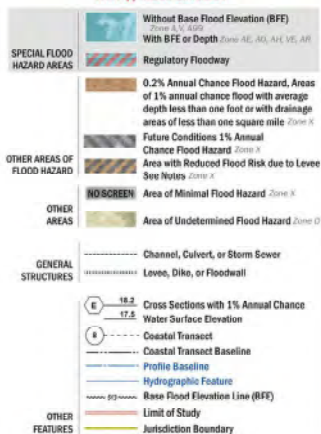 Without Base Flood Elevation (BFE)
Zone A,V, A99
With BFE or Depth Zone AE, AO, AH, VE, AR
SPECIAL FLOOD
HAZARD AREAS
Regulatory Floodway
0.2% Annual Chance Flood Hazard, Areas
of 1% annual chance flood with average
depth less than one foot or with drainage
areas of less than one square mile Zone X
Future Conditions 1% Annual
Chance Flood Hazard Zone X
OTHER AREAS OF
FLOOD HAZARD
Area with Reduced Flood Risk due to Levee
See Notes Zone X
NO SCREEN Area of Minimal Flood Hazard Zone X
OTHER
AREAS
Area of Undetermined Flood Hazard Zone D
GENERAL
STRUCTURES
Channel, Culvert, or Storm Sewer
Levee, Dike, or Floodwall
E 18.2 Cross Sections with 1% Annual Chance
17.5 Water Surface Elevation
8 Coastal Transect
Coastal Transect Baseline
Profile Baseline
Hydrographic Feature
513 Base Flood Elevation Line (BFE)
OTHER
FEATURES
Limit of Study
Jurisdiction Boundary